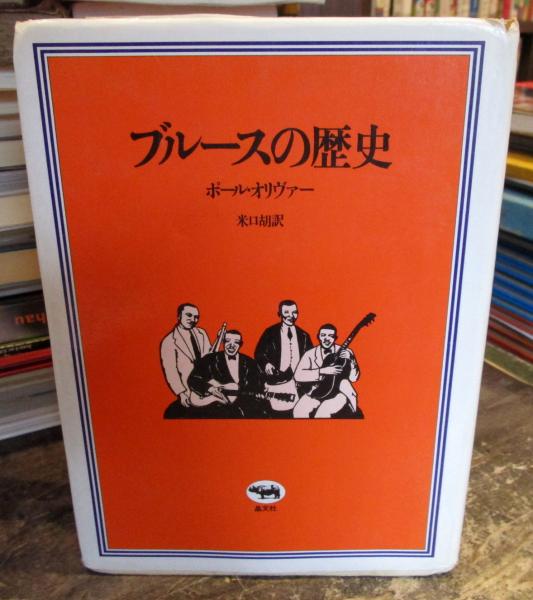 ブルースの歴史
ポール・オリヴァー
米口胡訳
晶文社
hau